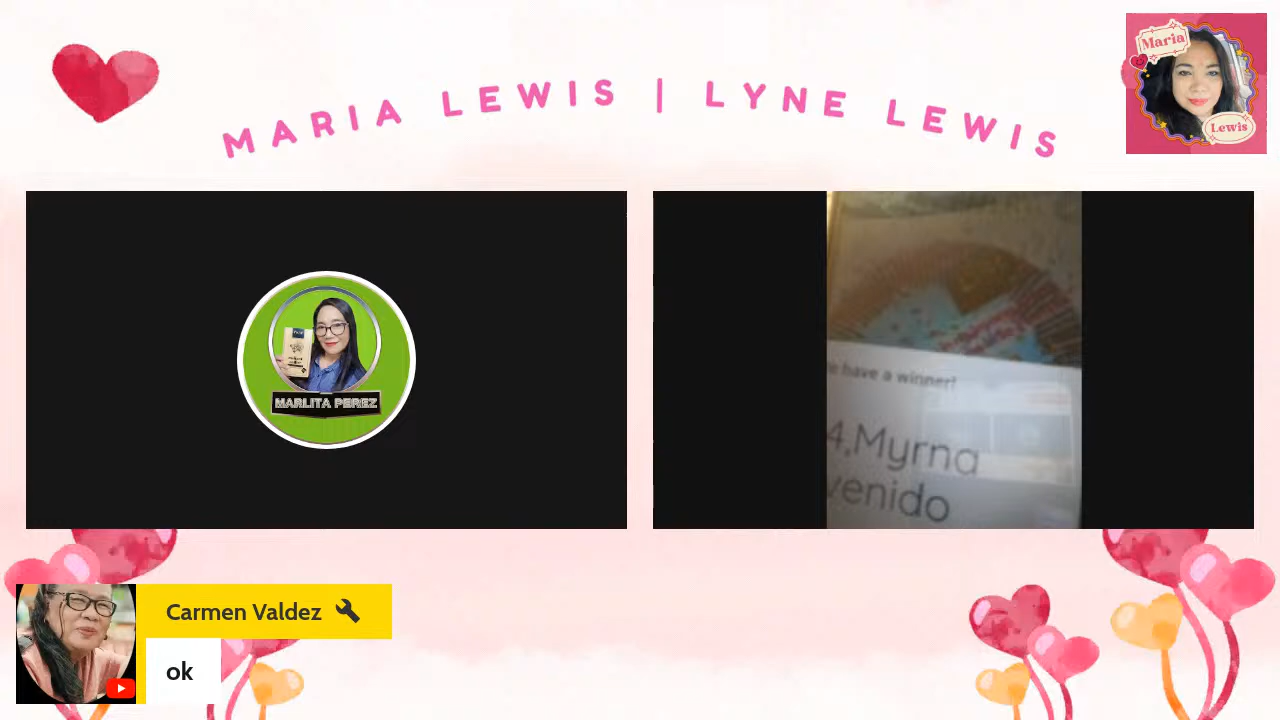 MARIA LEWIS | LYNE LEWIS
Maria
Lewis
MARLITA PEREZ
have a winner!
4,Myrna
venido
Carmen Valdez
ok